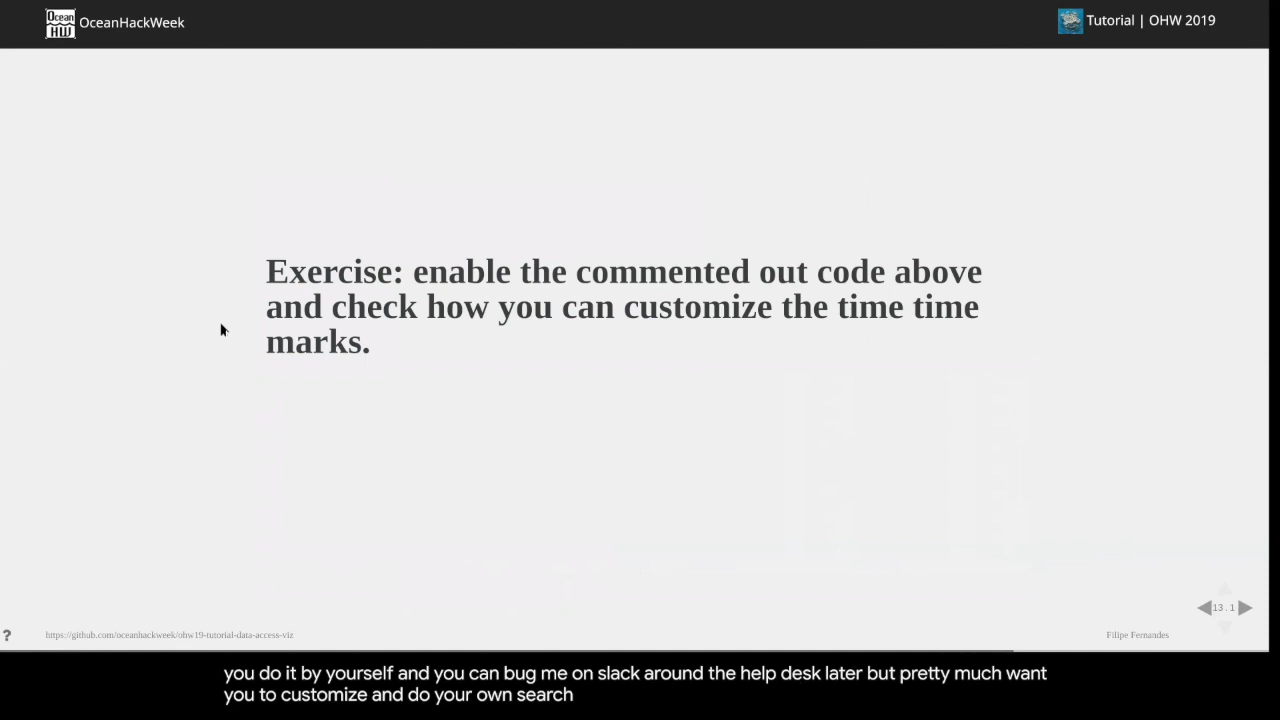 Ocean
HW
OceanHackWeek
Tutorial | OHW 2019
Exercise: enable the commented out code above
and check how you can customize the time time
marks.
13.1
?
https://github.com/oceanhackweek/ohw19-tutorial-data-access-viz
Filipe Fernandes
you do it by yourself and you can bug me on slack around the help desk later but pretty much want
you to customize and do your own search